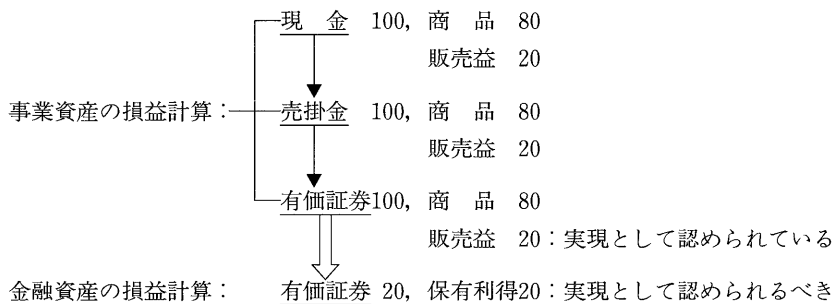 現　金　100，商　品　80
販売益　20
事業資産の損益計算：売掛金　100，商　品　80
販売益　20
有価証券100，商　品　80
販売益　20：実現として認められている
金融資産の損益計算：　有価証券 20，保有利得20：実現として認められるべき